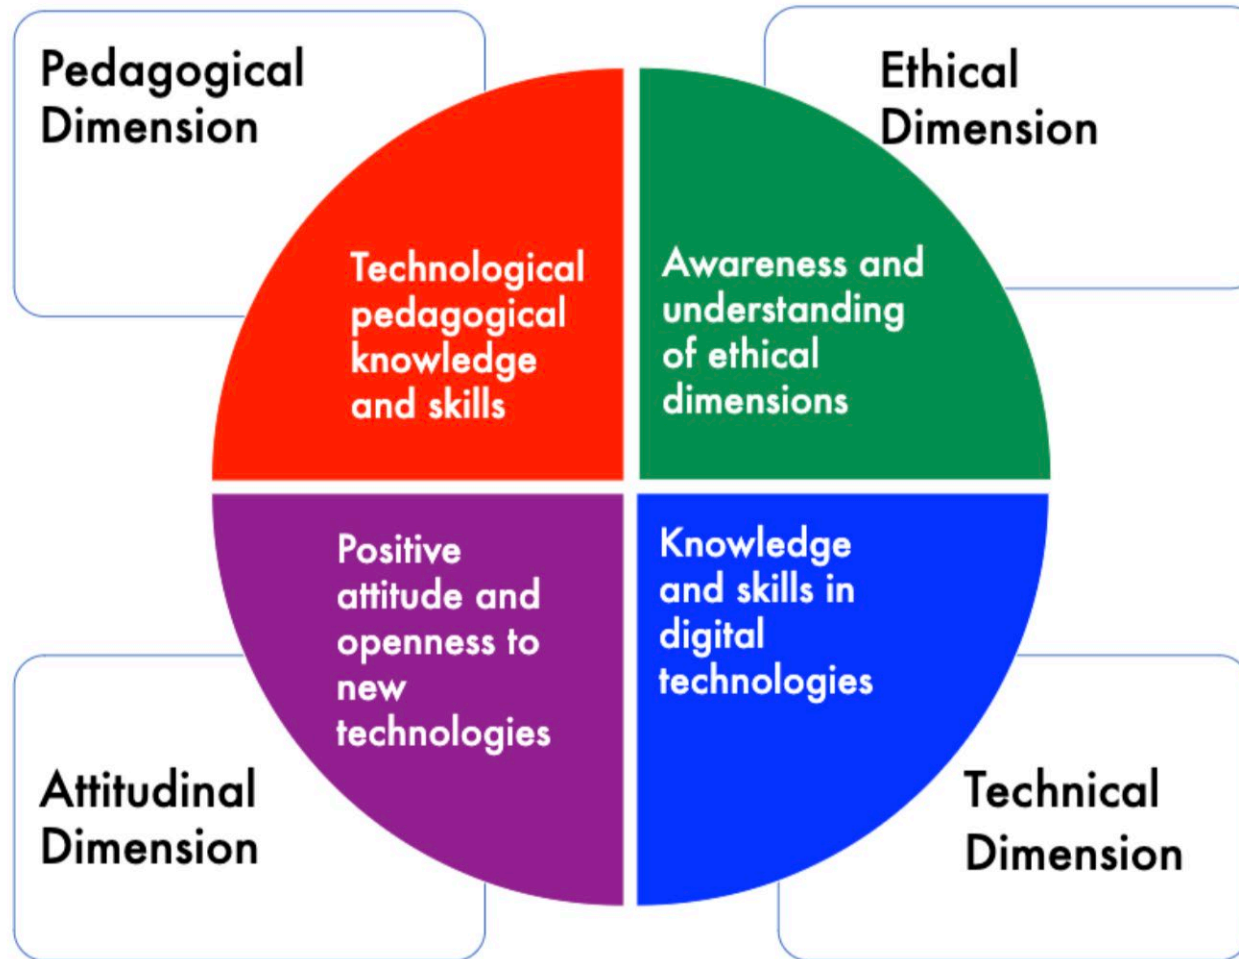 Pedagogical
Dimension
Ethical
Dimension
Technological
pedagogical
knowledge
and skills
Awareness and
understanding
of ethical
dimensions
Positive
attitude and
openness to
new
technologies
Knowledge
and skills in
digital
technologies
Attitudinal
Dimension
Technical
Dimension